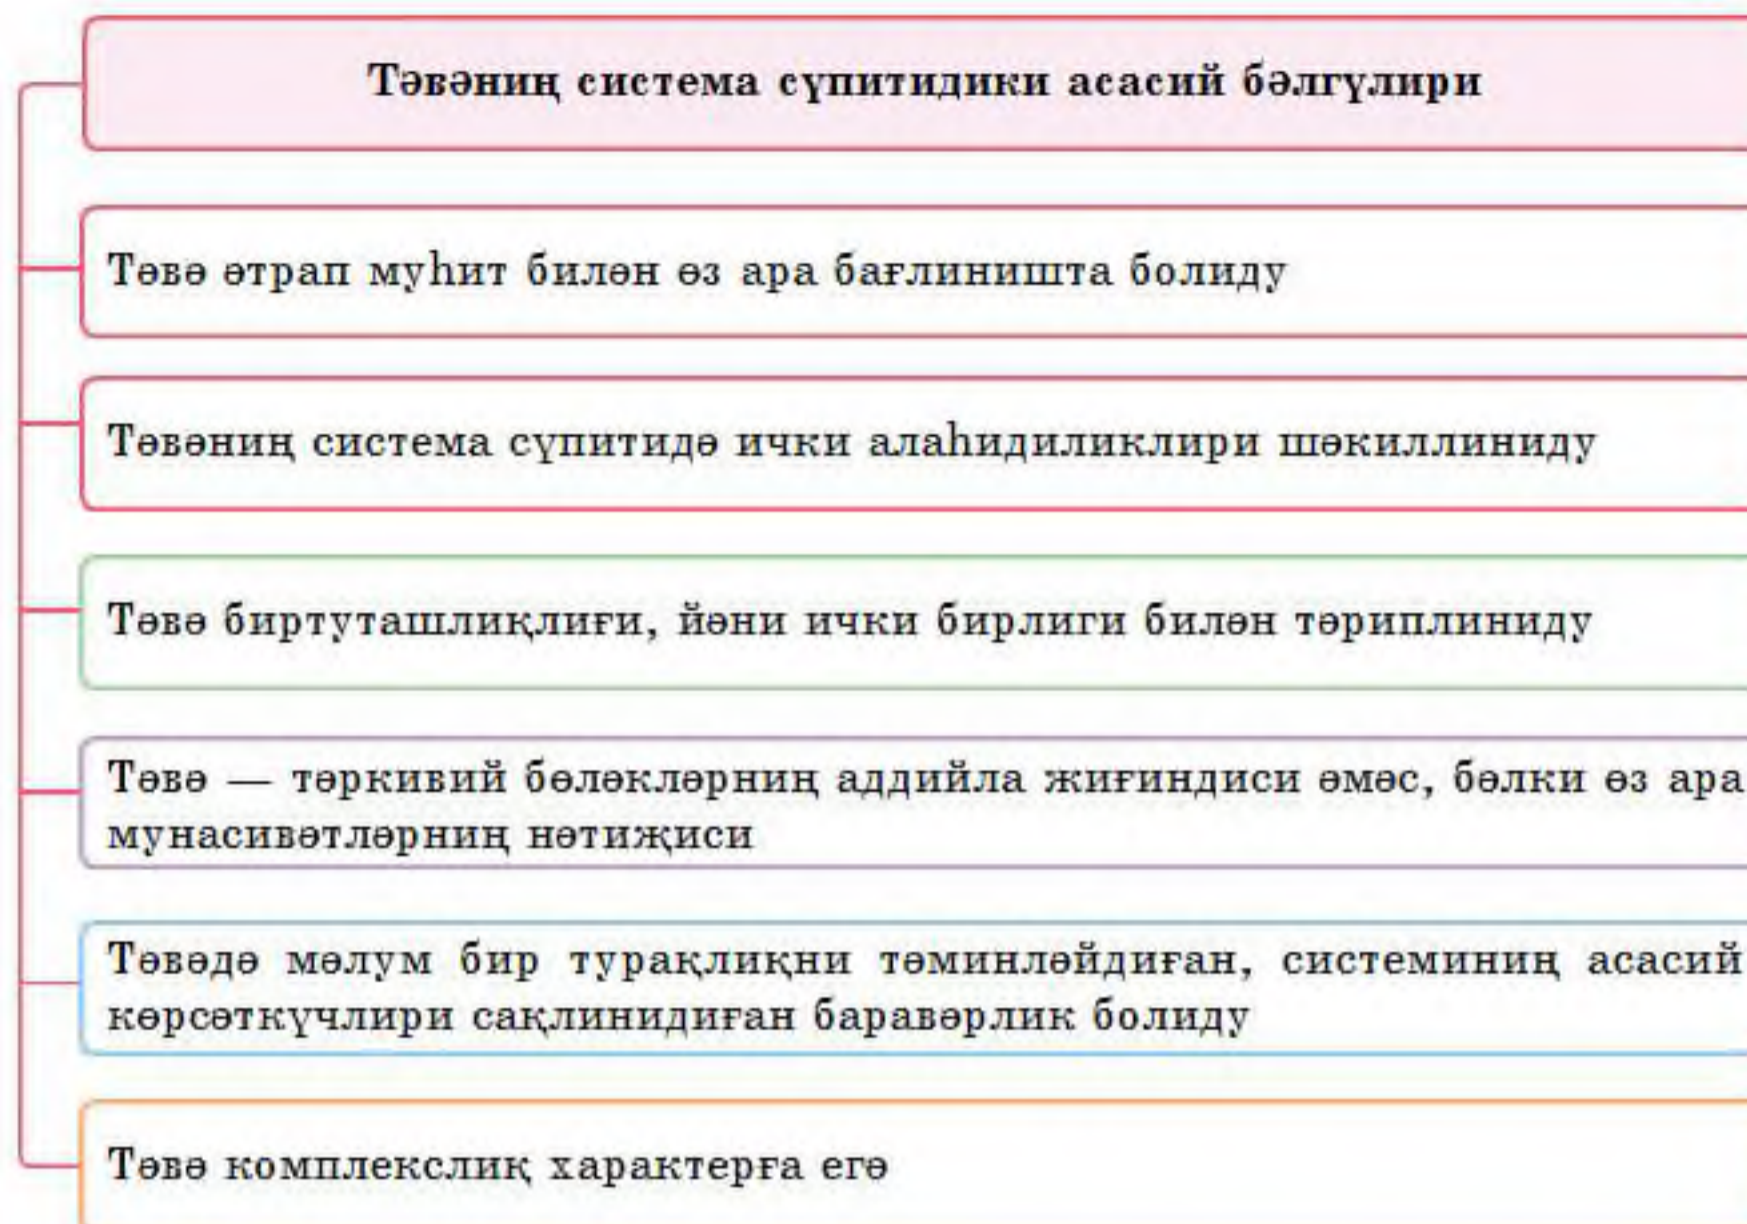 Тәвәниң система сүпитидики асасий бәлгүлири
Тәвә әтрап муһит билән өз ара бағлиништа болиду
Тәвәниң система сүпитидә ички алаһидиликлири шәкиллиниду
Тәвә биртуташлиқлиғи, йәни ички бирлиги билән тәриплиниду
Тәвә — тәркивий бөләкләрниң аддийла жиғиндиси әмәс, бәлки өз ара
мунасивәтләрниң нәтиҗиси
Тәвәдә мәлум бир турақлиқни тәминләйдиған, системиниң асасий
көрсәткүчлири сақлинидиған баравәрлик болиду
Тәвә комплекслиқ характерға егә